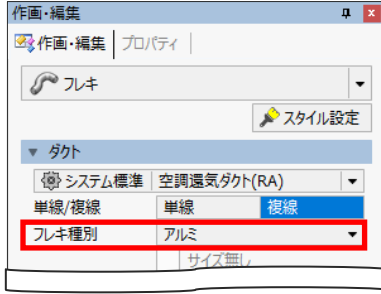 作画・編集
作画・編集 プロパティ
フレキ
スタイル設定
ダクト
システム標準 空調還気ダクト(RA)
単線/複線 単線 複線
フレキ種別 アルミ
サイズ無し